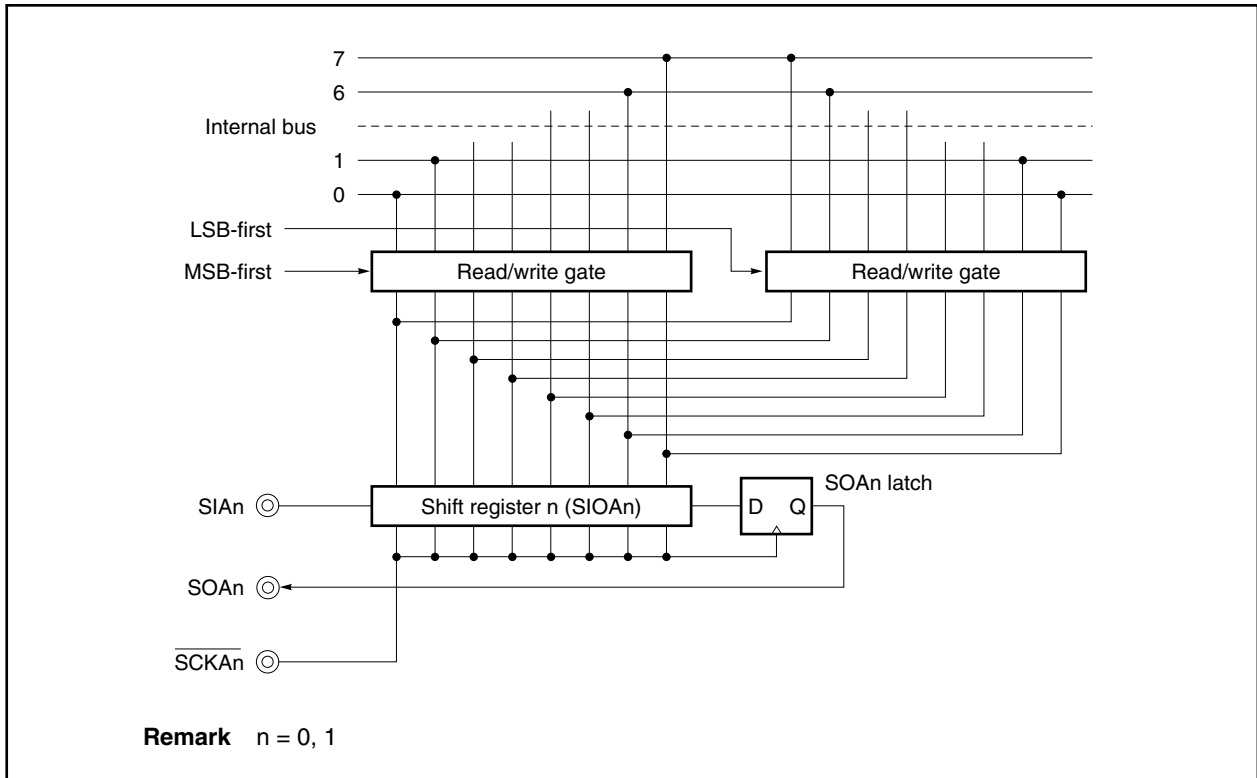 7
6
Internal bus
1
0
LSB-first
MSB-first
Read/write gate
Read/write gate
SOAn latch
SIAn
Shift register n (SIOAn)
D Q
SOAn
SCKAn
Remark n = 0, 1